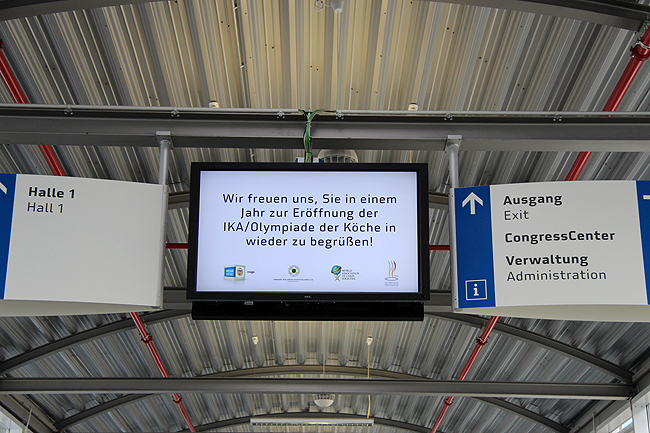 Halle 1
Hall 1
Wir freuen uns, Sie in einem
Jahr zur Eröffnung der
IKA/Olympiade der Köche in
wieder zu begrüßen!
Ausgang
Exit
CongressCenter
Verwaltung
Administration
i